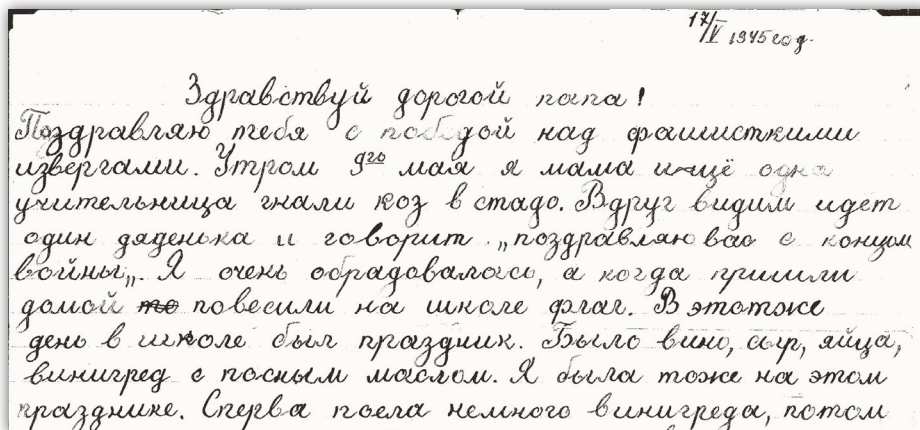 17/V 1945 год.
Здравствуй дорогой папа!
Поздравляю тебя с победой над фашисткими
извергами. Утром 9го мая я мама и ещё одна
учительница гнали коз в стадо. Вдруг видим идет
один дяденька и говорит „поздравляю вас с концом
войны„. Я очень обрадовалась, а когда пришли
домой то повесили на школе флаг. В этотже
день в школе был праздник. Было вино, сыр, яйца,
винигред с посным маслом. Я была тоже на этом
празднике. Сперва поела немного винигреда, потом